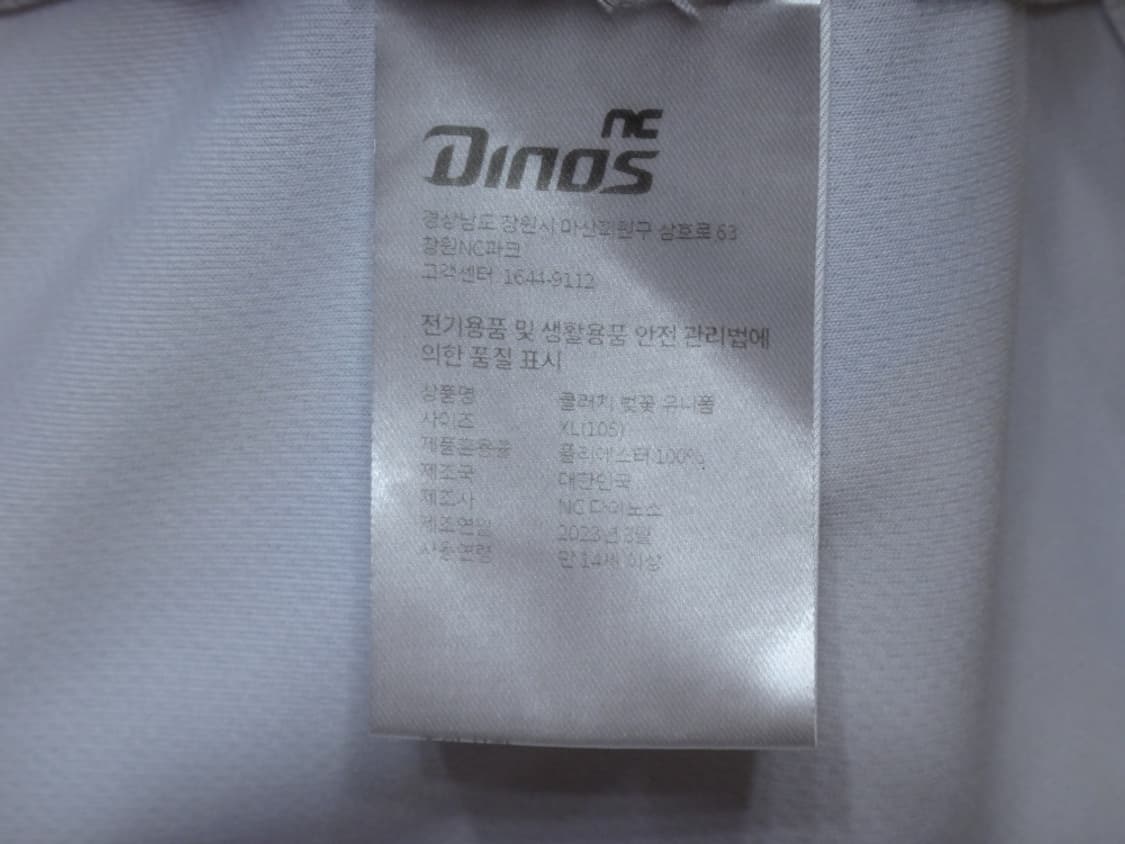 NC
Dinos
경상남도 창원시 마산회원구 삼호로 63
창원NC파크
고객센터 1644-9112
전기용품 및 생활용품 안전 관리법에
의한 품질 표시
상품명 클러치 벚꽃 유니폼
사이즈 XL(105)
제품혼용율 폴리에스터 100%
제조국 대한민국
제조사 NC 다이노스
제조연월 2023년 3월
사용연령 만 14세 이상